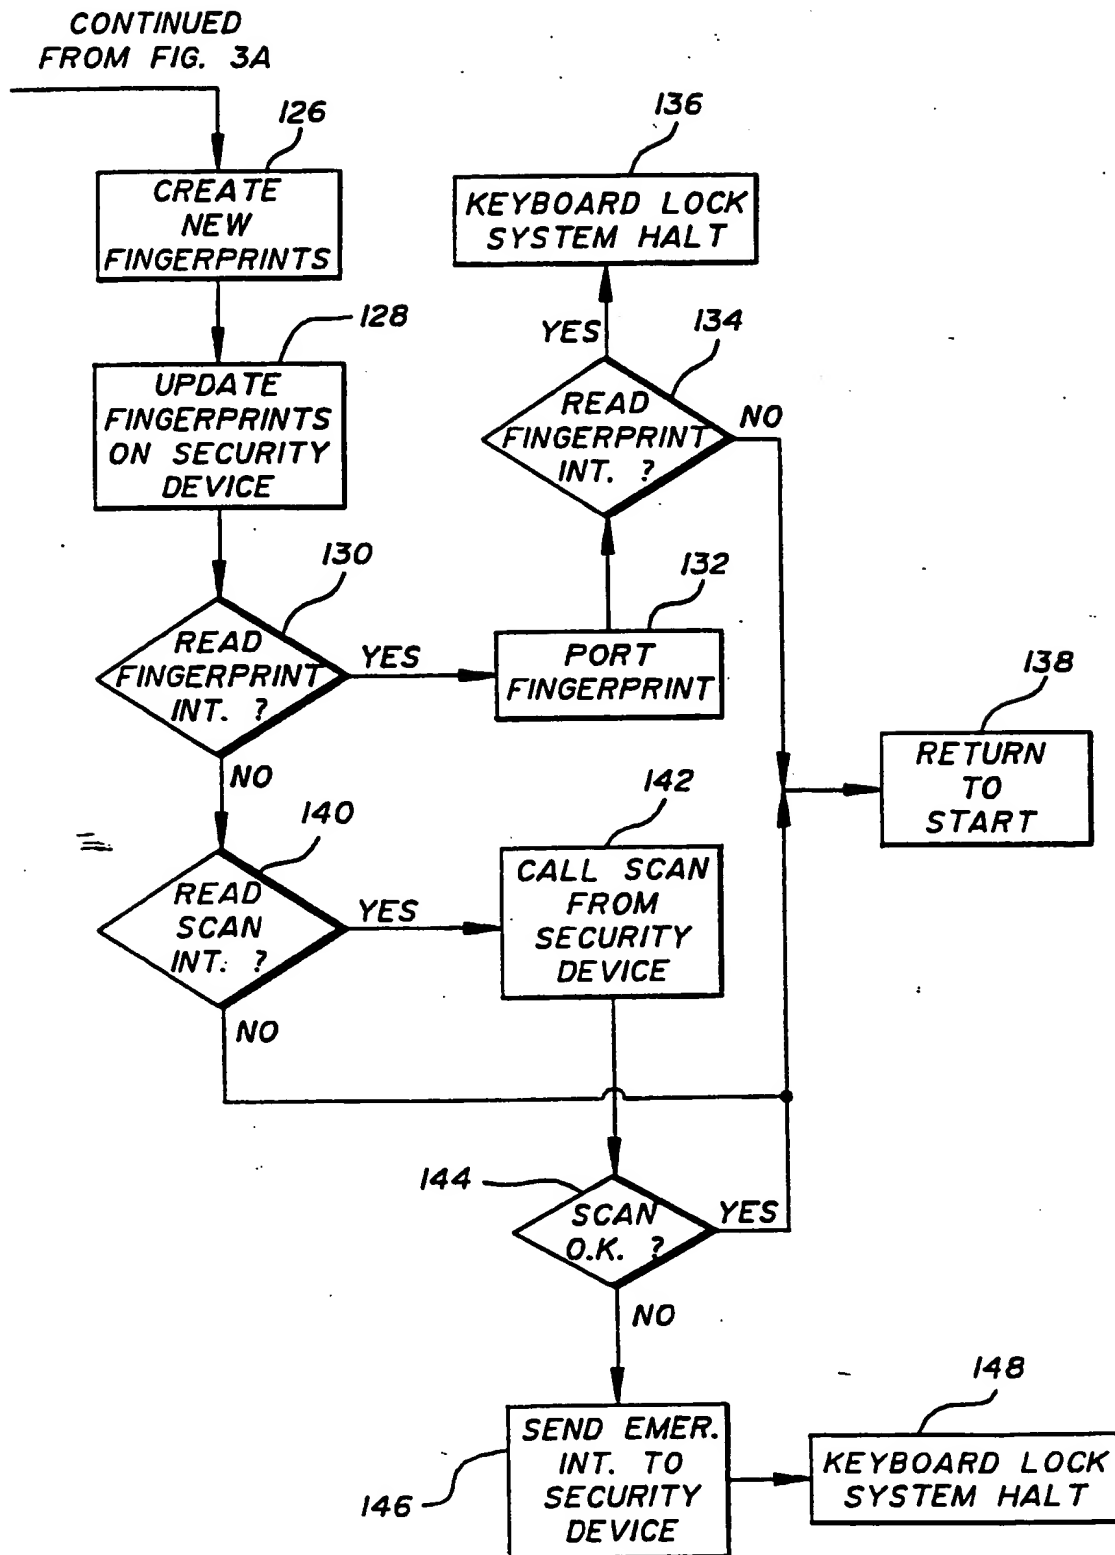 CONTINUED
FROM FIG. 3A
126
CREATE
NEW
FINGERPRINTS
128
UPDATE
FINGERPRINTS
ON SECURITY
DEVICE
130
READ
FINGERPRINT
INT. ?
YES
NO
132
PORT
FINGERPRINT
134
READ
FINGERPRINT
INT. ?
YES
NO
136
KEYBOARD LOCK
SYSTEM HALT
138
RETURN
TO
START
140
READ
SCAN
INT. ?
YES
NO
142
CALL SCAN
FROM
SECURITY
DEVICE
144
SCAN
O.K. ?
YES
NO
146
SEND EMER.
INT. TO
SECURITY
DEVICE
148
KEYBOARD LOCK
SYSTEM HALT